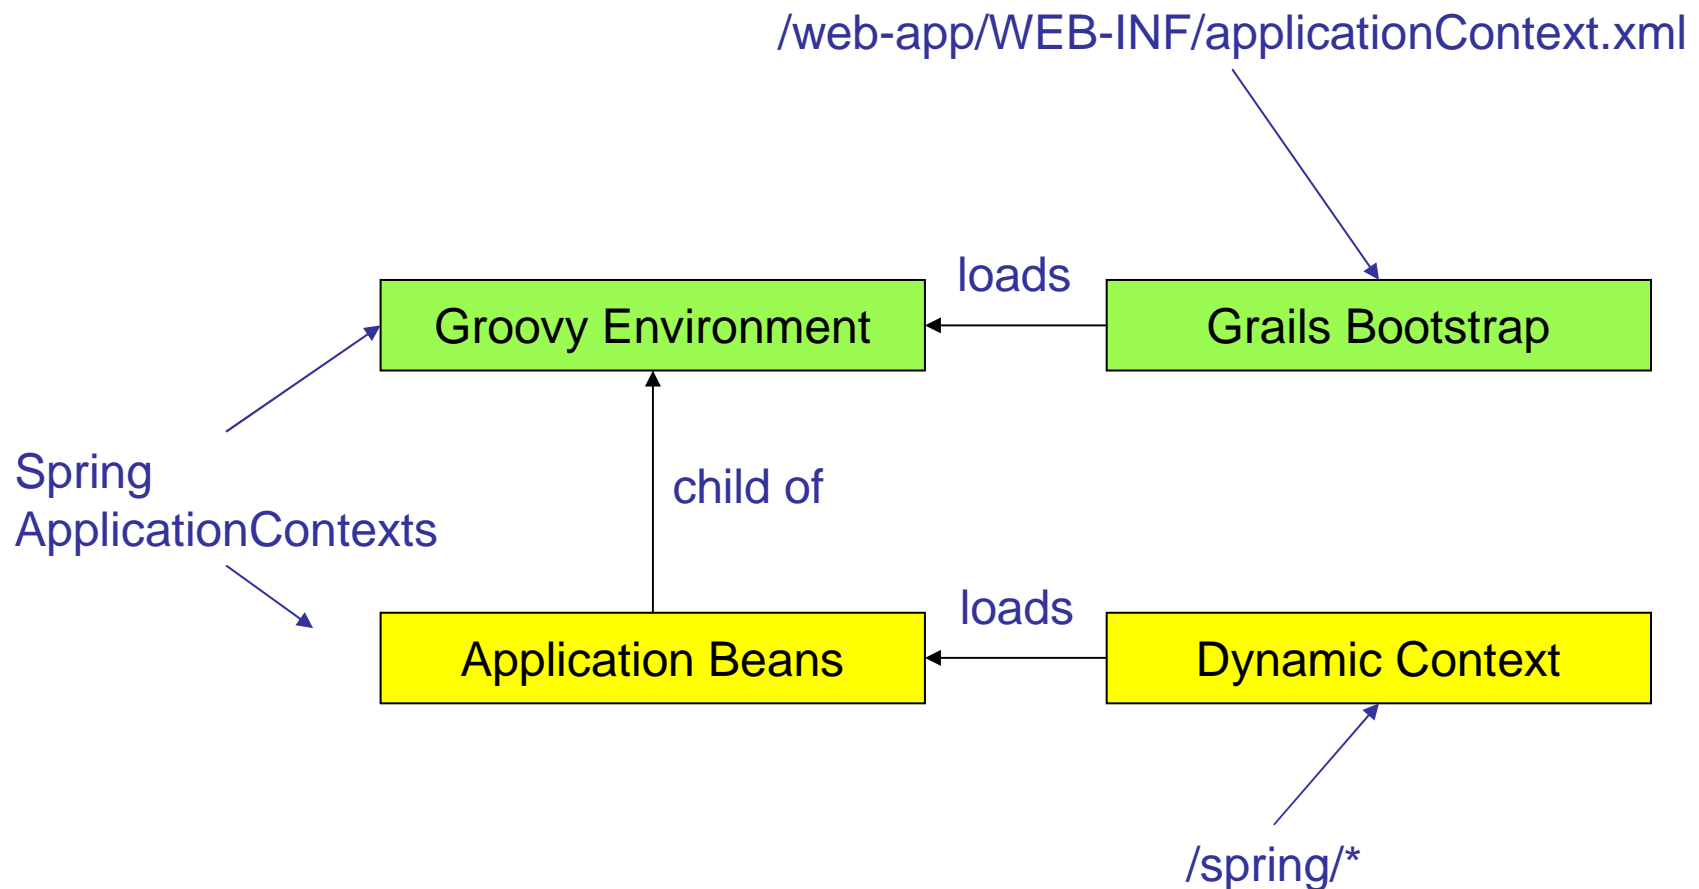 /web-app/WEB-INF/applicationContext.xml
loads
Groovy Environment
Grails Bootstrap
Spring
ApplicationContexts
child of
loads
Application Beans
Dynamic Context
/spring/*